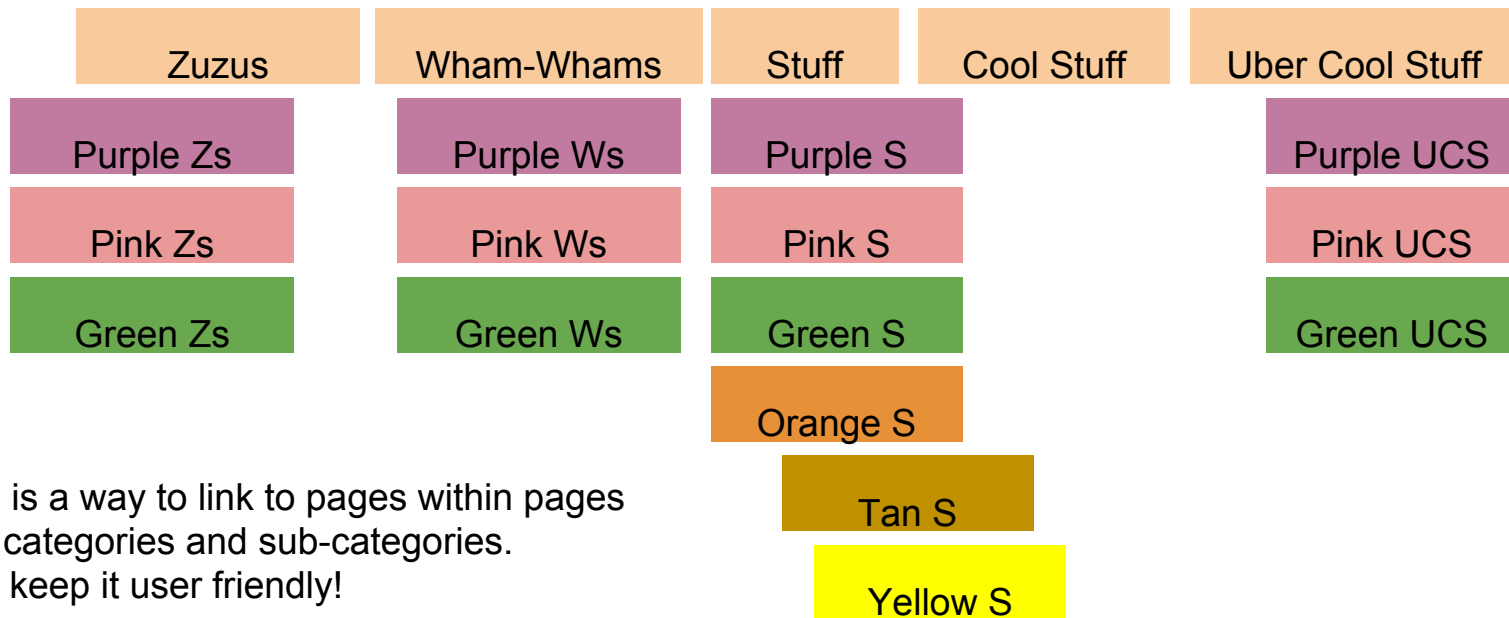 Zuzus
Wham-Whams
Stuff
Cool Stuff
Uber Cool Stuff
Purple Zs
Purple Ws
Purple S
Purple UCS
Pink Zs
Pink Ws
Pink S
Pink UCS
Green Zs
Green Ws
Green S
Green UCS
Orange S
Tan S
Yellow S
is a way to link to pages within pages
categories and sub-categories.
keep it user friendly!